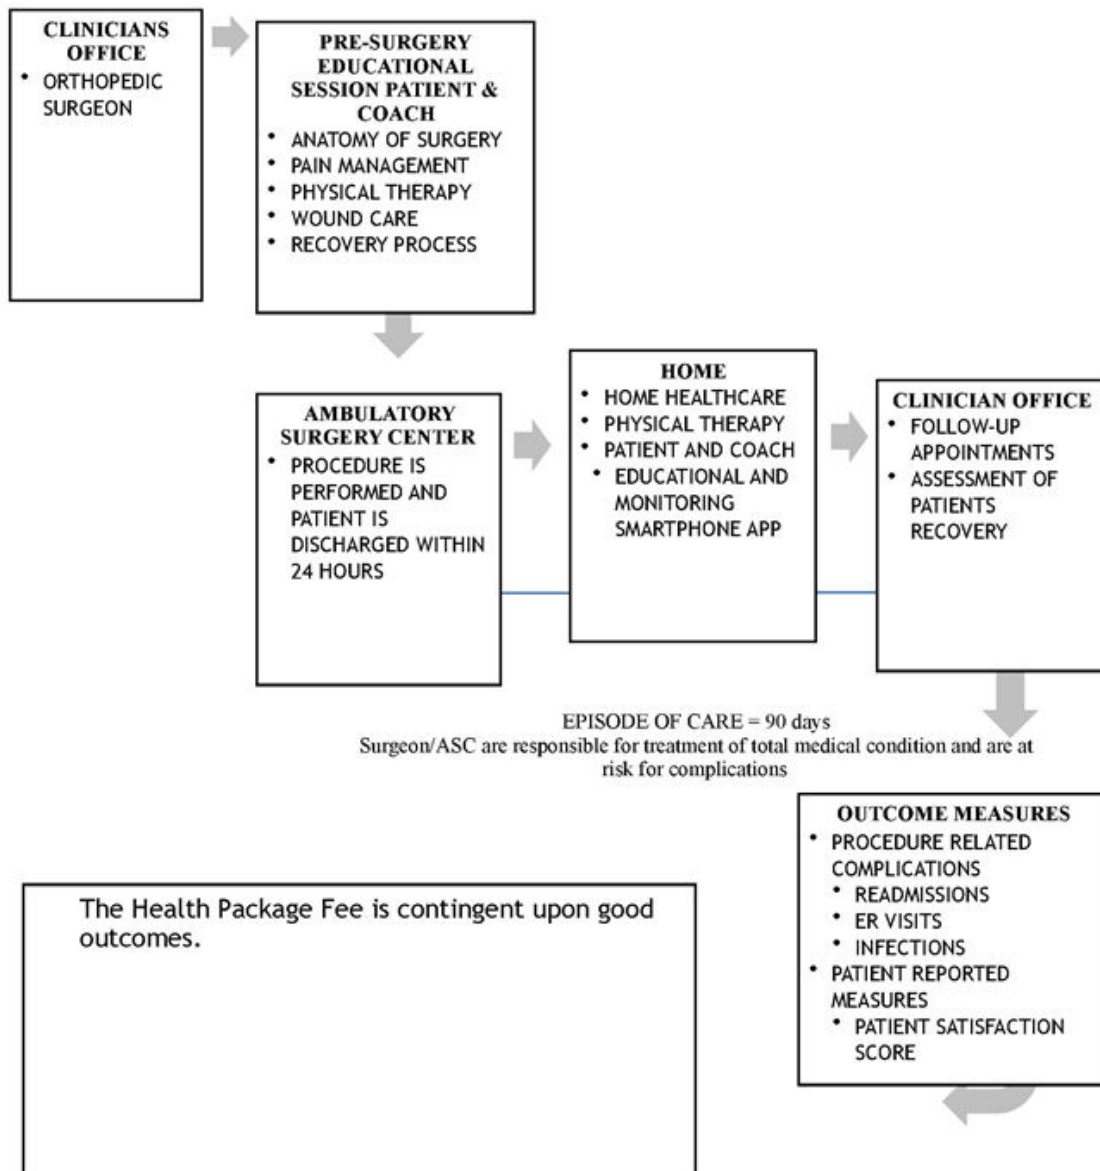 CLINICIANS
OFFICE
• ORTHOPEDIC
SURGEON
PRE-SURGERY
EDUCATIONAL
SESSION PATIENT &
COACH
• ANATOMY OF SURGERY
• PAIN MANAGEMENT
• PHYSICAL THERAPY
• WOUND CARE
• RECOVERY PROCESS
AMBULATORY
SURGERY CENTER
• PROCEDURE IS
PERFORMED AND
PATIENT IS
DISCHARGED WITHIN
24 HOURS
HOME
• HOME HEALTHCARE
• PHYSICAL THERAPY
• PATIENT AND COACH
• EDUCATIONAL AND
MONITORING
SMARTPHONE APP
CLINICIAN OFFICE
• FOLLOW-UP
APPOINTMENTS
• ASSESSMENT OF
PATIENTS
RECOVERY
EPISODE OF CARE = 90 days
Surgeon/ASC are responsible for treatment of total medical condition and are at
risk for complications
OUTCOME MEASURES
• PROCEDURE RELATED
COMPLICATIONS
• READMISSIONS
• ER VISITS
• INFECTIONS
• PATIENT REPORTED
MEASURES
• PATIENT SATISFACTION
SCORE
The Health Package Fee is contingent upon good
outcomes.